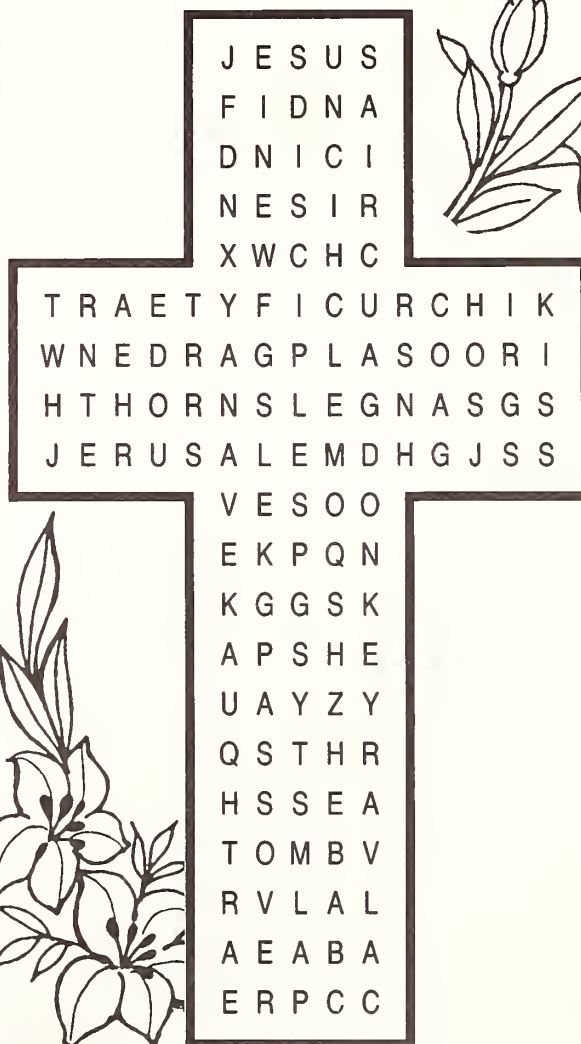 J E S U S
F I D N A
D N I C I
N E S I R
X W C H C
T R A E T Y F I C U R C H I K
W N E D R A G P L A S O O R I
H T H O R N S L E G N A S G S
J E R U S A L E M D H G J S S
V E S O O
E K P Q N
K G G S K
A P S H E
U A Y Z Y
Q S T H R
H S S E A
T O M B V
R V L A L
A E A B A
E R P C C